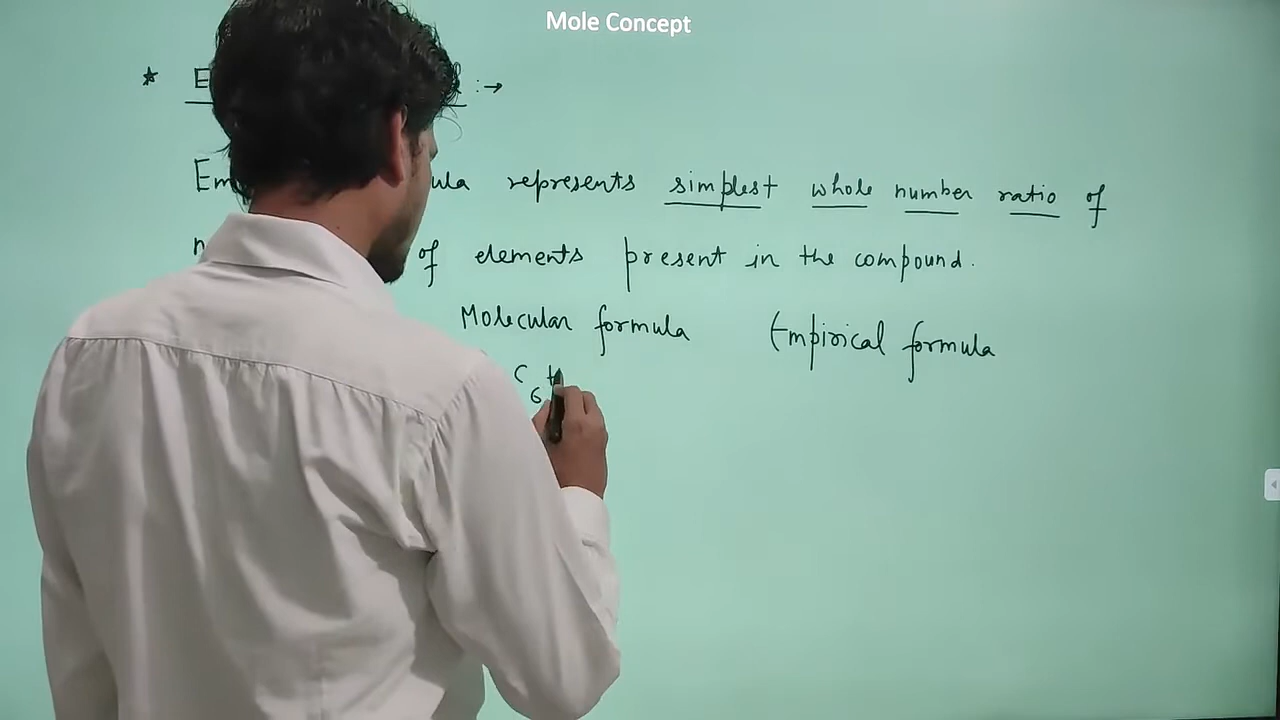 Mole Concept
* E :→
Em ula represents simplest whole number ratio of
of elements present in the compound.
Molecular formula Empirical formula
C6 H